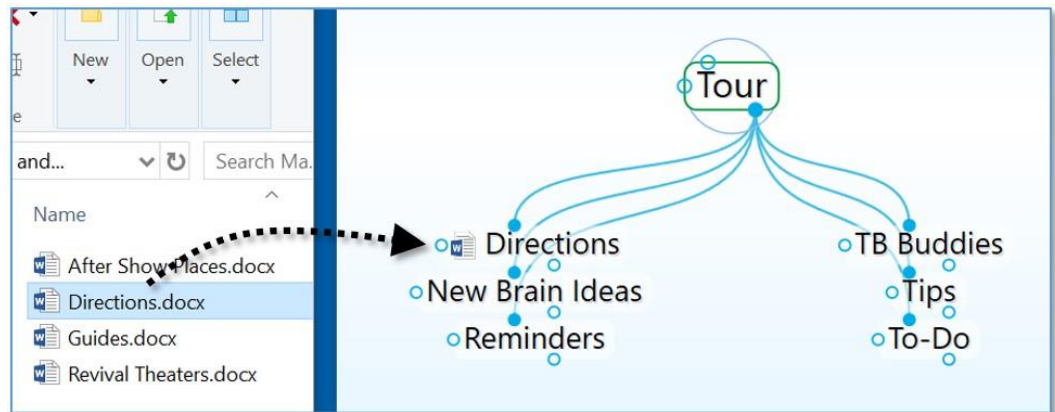 New Open Select
e
and... Search Ma.
Name
After Show Places.docx
Directions.docx
Guides.docx
Revival Theaters.docx
Tour
Directions
TB Buddies
New Brain Ideas
Tips
Reminders
To-Do